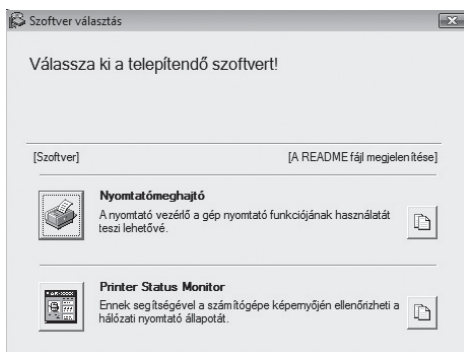 Szoftver választás
Válassza ki a telepítendő szoftvert!
[Szoftver] [A README fájl megjelenítése]
Nyomtatómeghajtó
A nyomtató vezérlő a gép nyomtató funkciójának használatát
teszi lehetővé.
Printer Status Monitor
Ennek segítségével a számítógépe képernyőjén ellenőrizheti a
hálózati nyomtató állapotát.